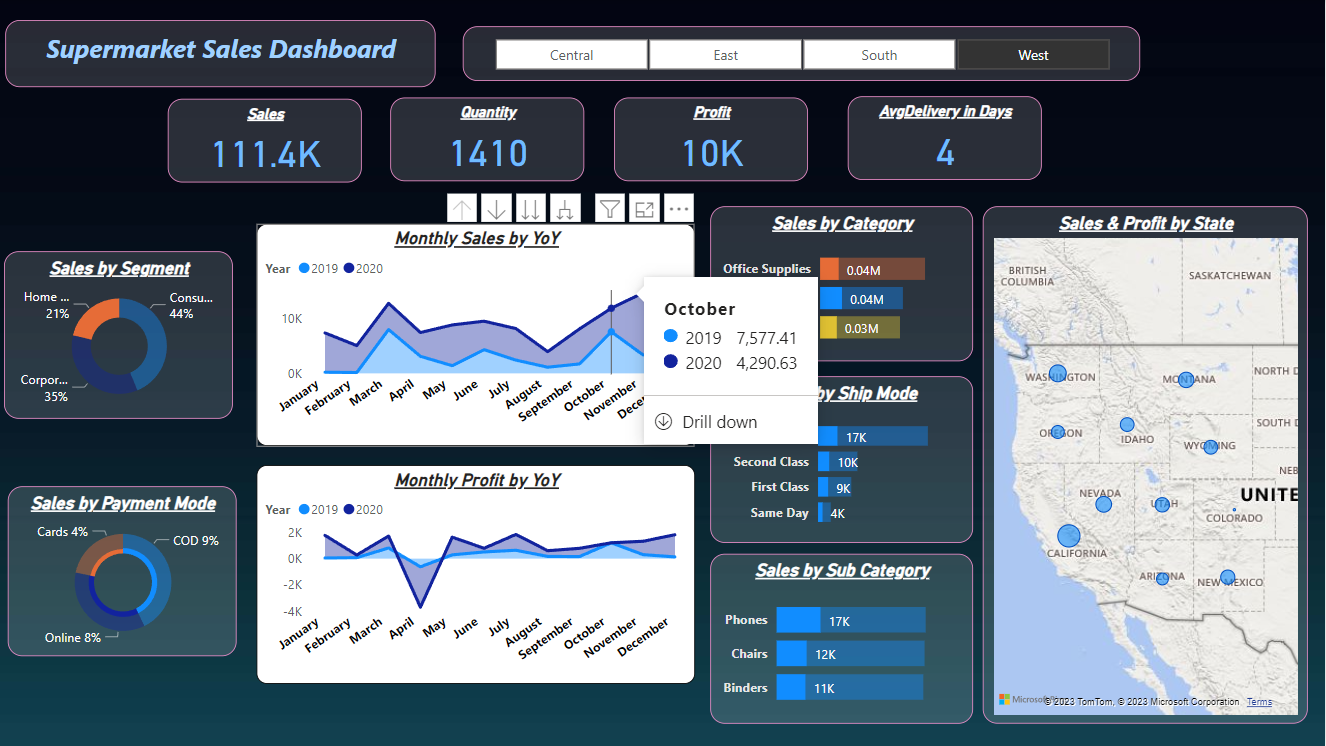 Supermarket Sales Dashboard
Central
East
South
West
Sales
111.4K
Quantity
1410
Profit
10K
AvgDelivery in Days
4
Sales by Segment
Home ...
21%
Consu...
44%
Corpor...
35%
Sales by Payment Mode
Cards 4%
COD 9%
Online 8%
Monthly Sales by YoY
Year 2019 2020
10K
0K
January
February
March
April
May
June
July
August
September
October
November
Dece
October
2019 7,577.41
2020 4,290.63
Drill down
Monthly Profit by YoY
Year 2019 2020
2K
0K
-2K
-4K
January
February
March
April
May
June
July
August
September
October
November
December
Sales by Category
Office Supplies 0.04M
0.04M
0.03M
by Ship Mode
17K
Second Class 10K
First Class 9K
Same Day 4K
Sales by Sub Category
Phones 17K
Chairs 12K
Binders 11K
Sales & Profit by State
BRITISH
COLUMBIA
SASKATCHEWAN
WASHINGTON
MONTANA
NORTH D
OREGON
IDAHO
SOUTH D
WYOMING
NEB
NEVADA
UTAH
UNITE
COLORADO
CALIFORNIA
ARIZONA
NEW MEXICO
Microsoft
© 2023 TomTom, © 2023 Microsoft Corporation Terms